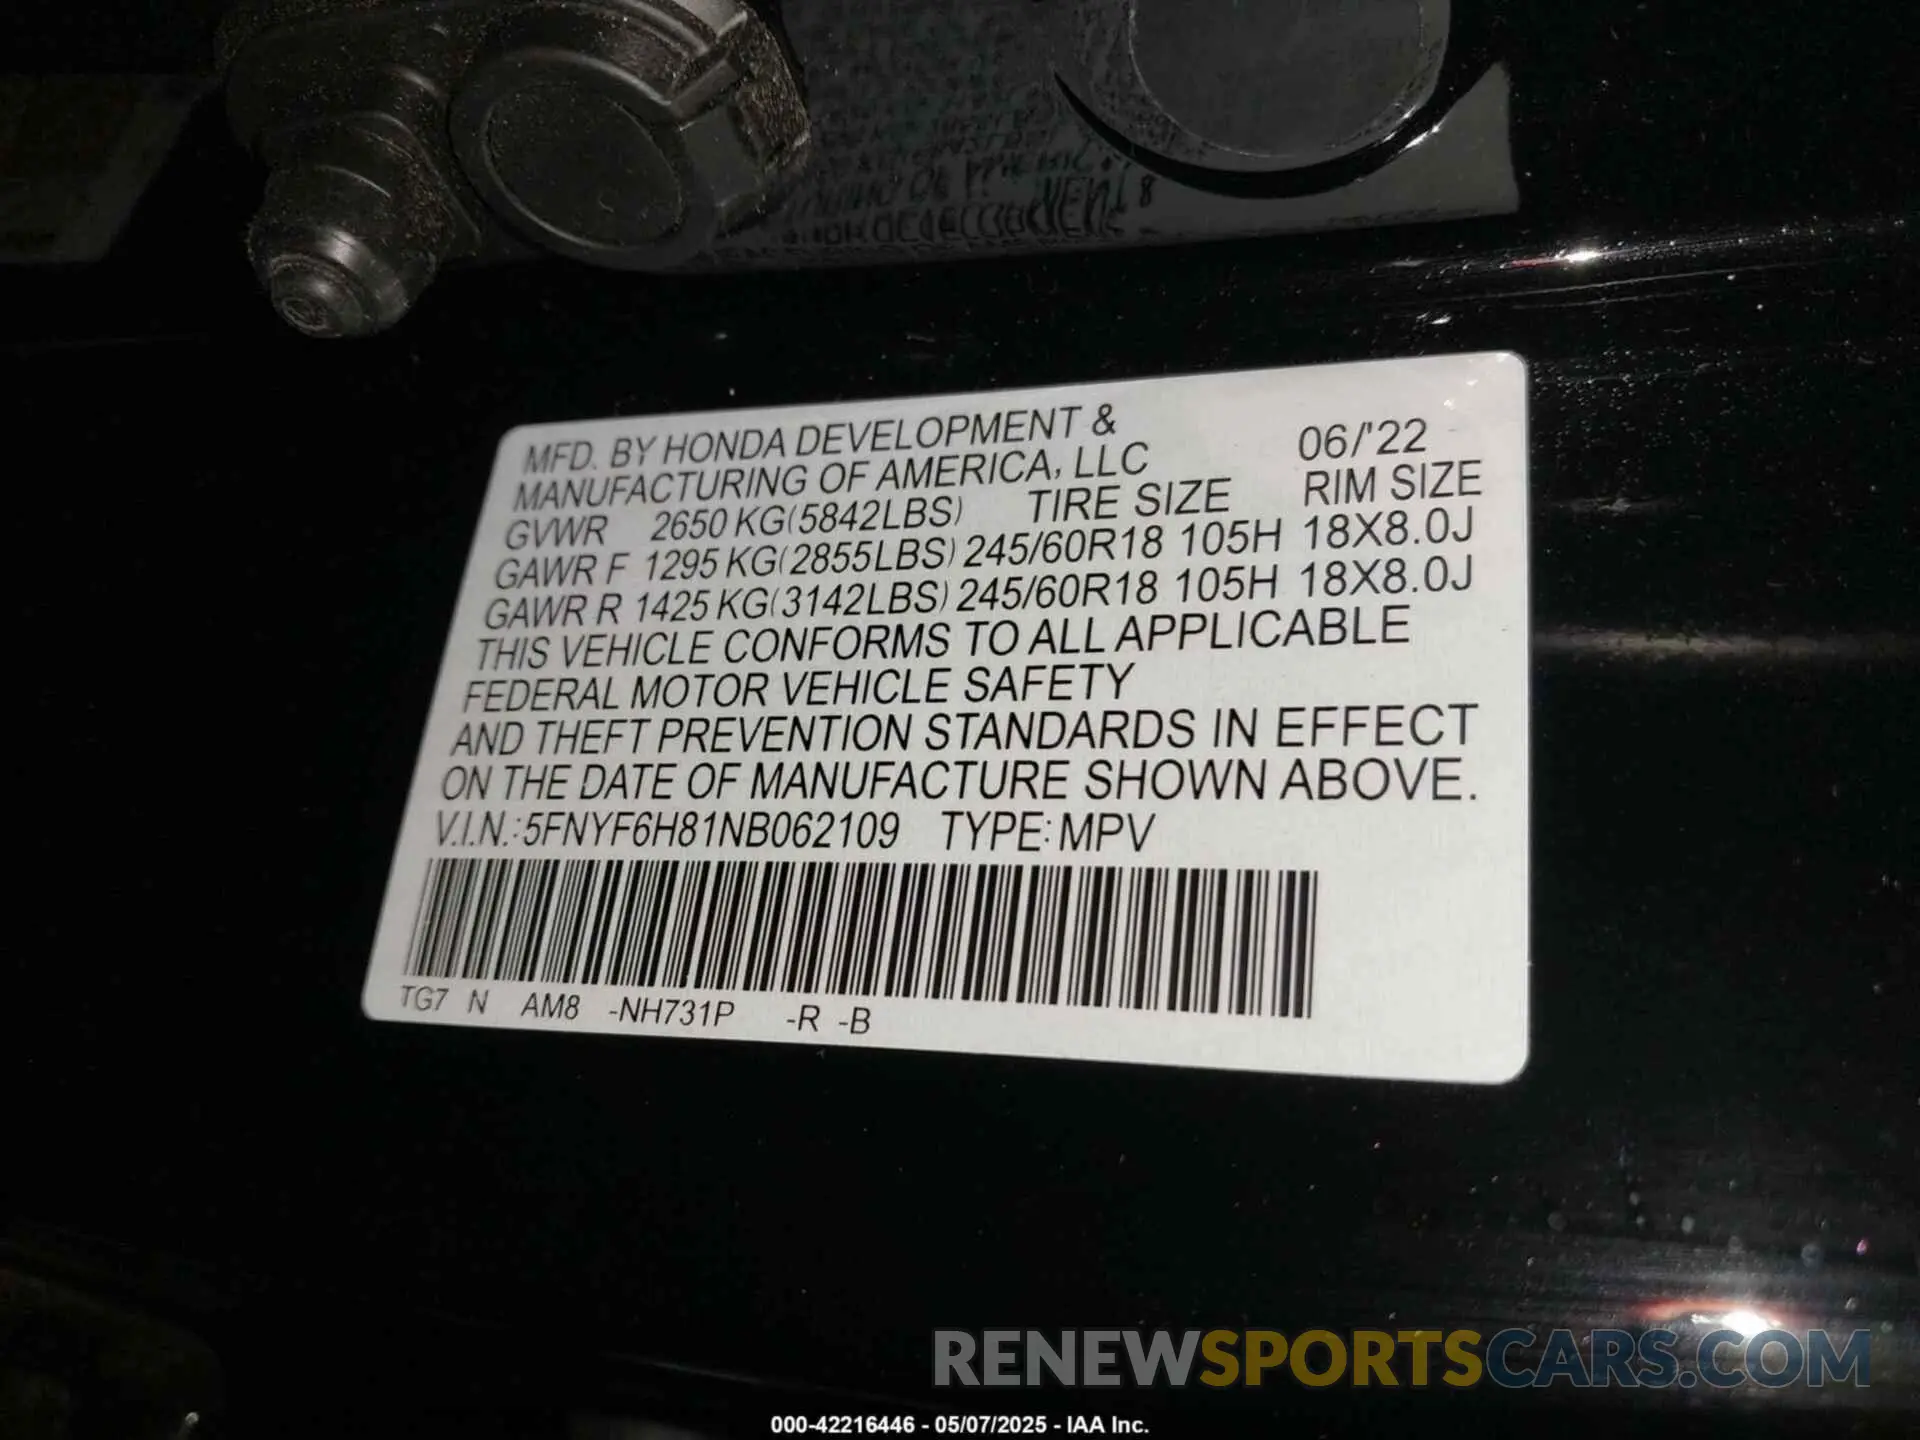 MFD. BY HONDA DEVELOPMENT &
MANUFACTURING OF AMERICA, LLC 06/'22
GVWR 2650 KG(5842LBS) TIRE SIZE RIM SIZE
GAWR F 1295 KG(2855LBS) 245/60R18 105H 18X8.0J
GAWR R 1425 KG(3142LBS) 245/60R18 105H 18X8.0J
THIS VEHICLE CONFORMS TO ALL APPLICABLE
FEDERAL MOTOR VEHICLE SAFETY
AND THEFT PREVENTION STANDARDS IN EFFECT
ON THE DATE OF MANUFACTURE SHOWN ABOVE.
V.I.N.: 5FNYF6H81NB062109 TYPE: MPV
TG7 N AM8 -NH731P -R -B
RENEWSPORTSCARS.COM
000-42216446 - 05/07/2025 - IAA Inc.